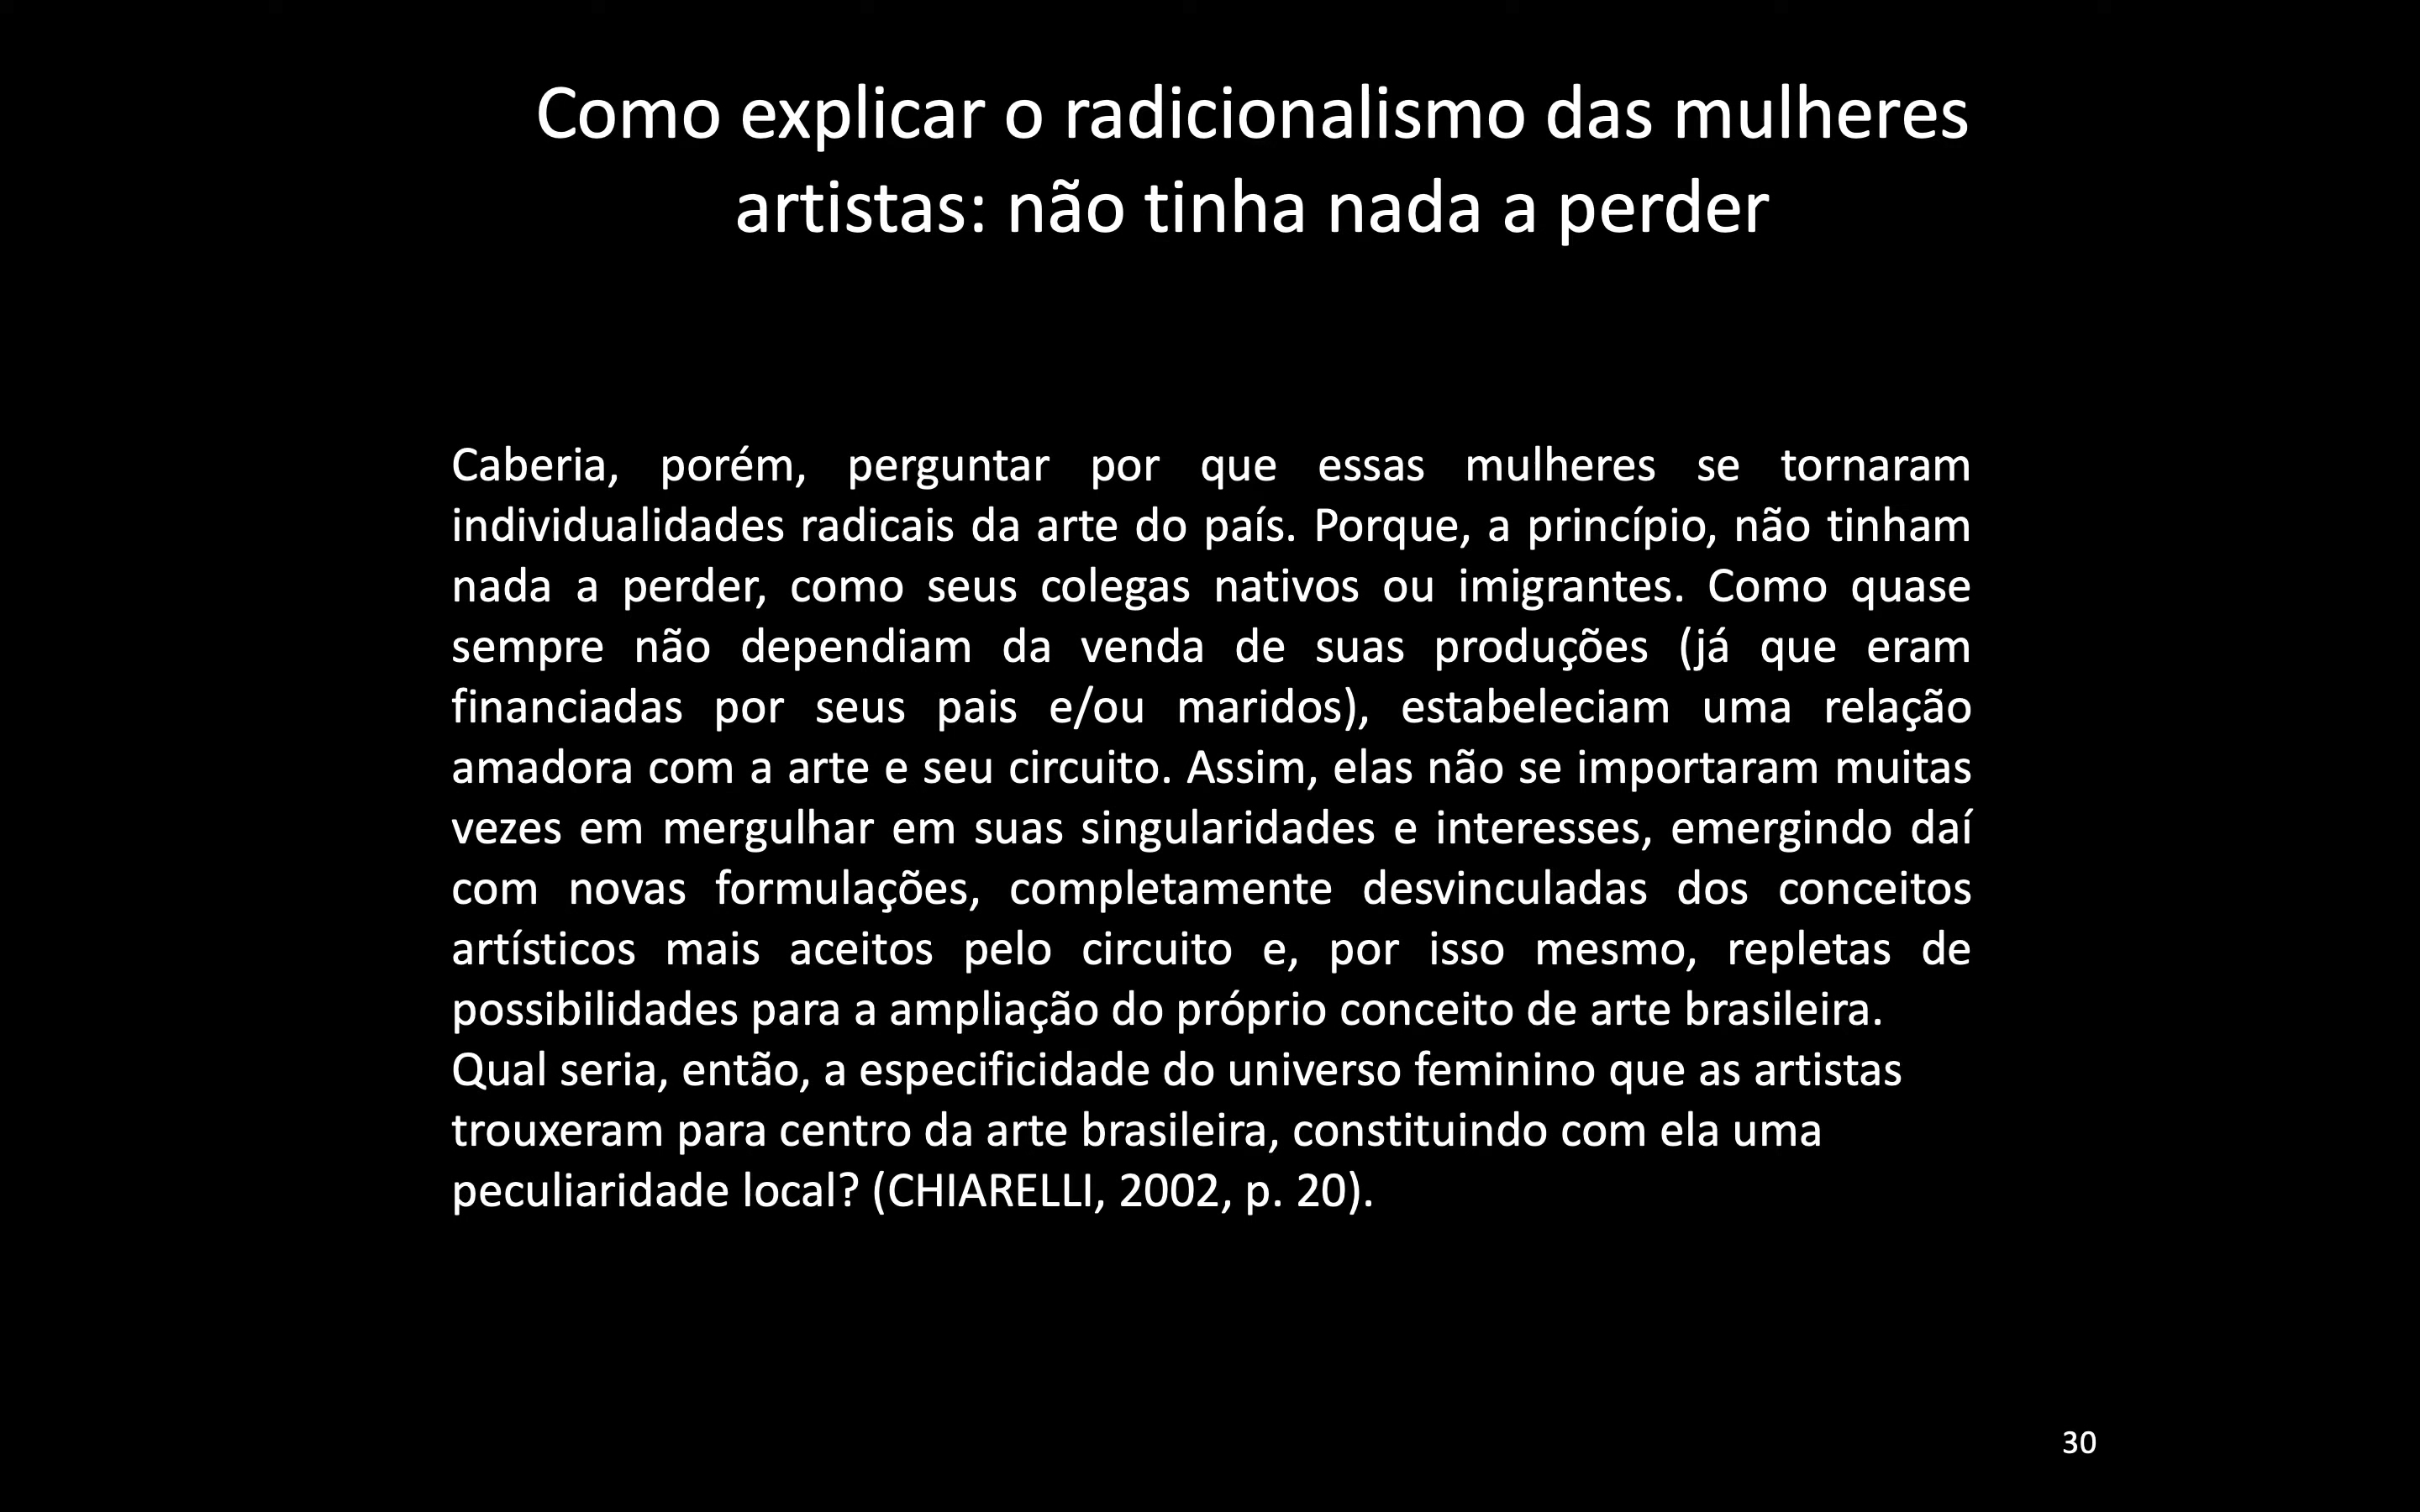 Como explicar o radicionalismo das mulheres
artistas: não tinha nada a perder
Caberia, porém, perguntar por que essas mulheres se tornaram
individualidades radicais da arte do país. Porque, a princípio, não tinham
nada a perder, como seus colegas nativos ou imigrantes. Como quase
sempre não dependiam da venda de suas produções (já que eram
financiadas por seus pais e/ou maridos), estabeleciam uma relação
amadora com a arte e seu circuito. Assim, elas não se importaram muitas
vezes em mergulhar em suas singularidades e interesses, emergindo daí
com novas formulações, completamente desvinculadas dos conceitos
artísticos mais aceitos pelo circuito e, por isso mesmo, repletas de
possibilidades para a ampliação do próprio conceito de arte brasileira.
Qual seria, então, a especificidade do universo feminino que as artistas
trouxeram para centro da arte brasileira, constituindo com ela uma
peculiaridade local? (CHIARELLI, 2002, p. 20).
30